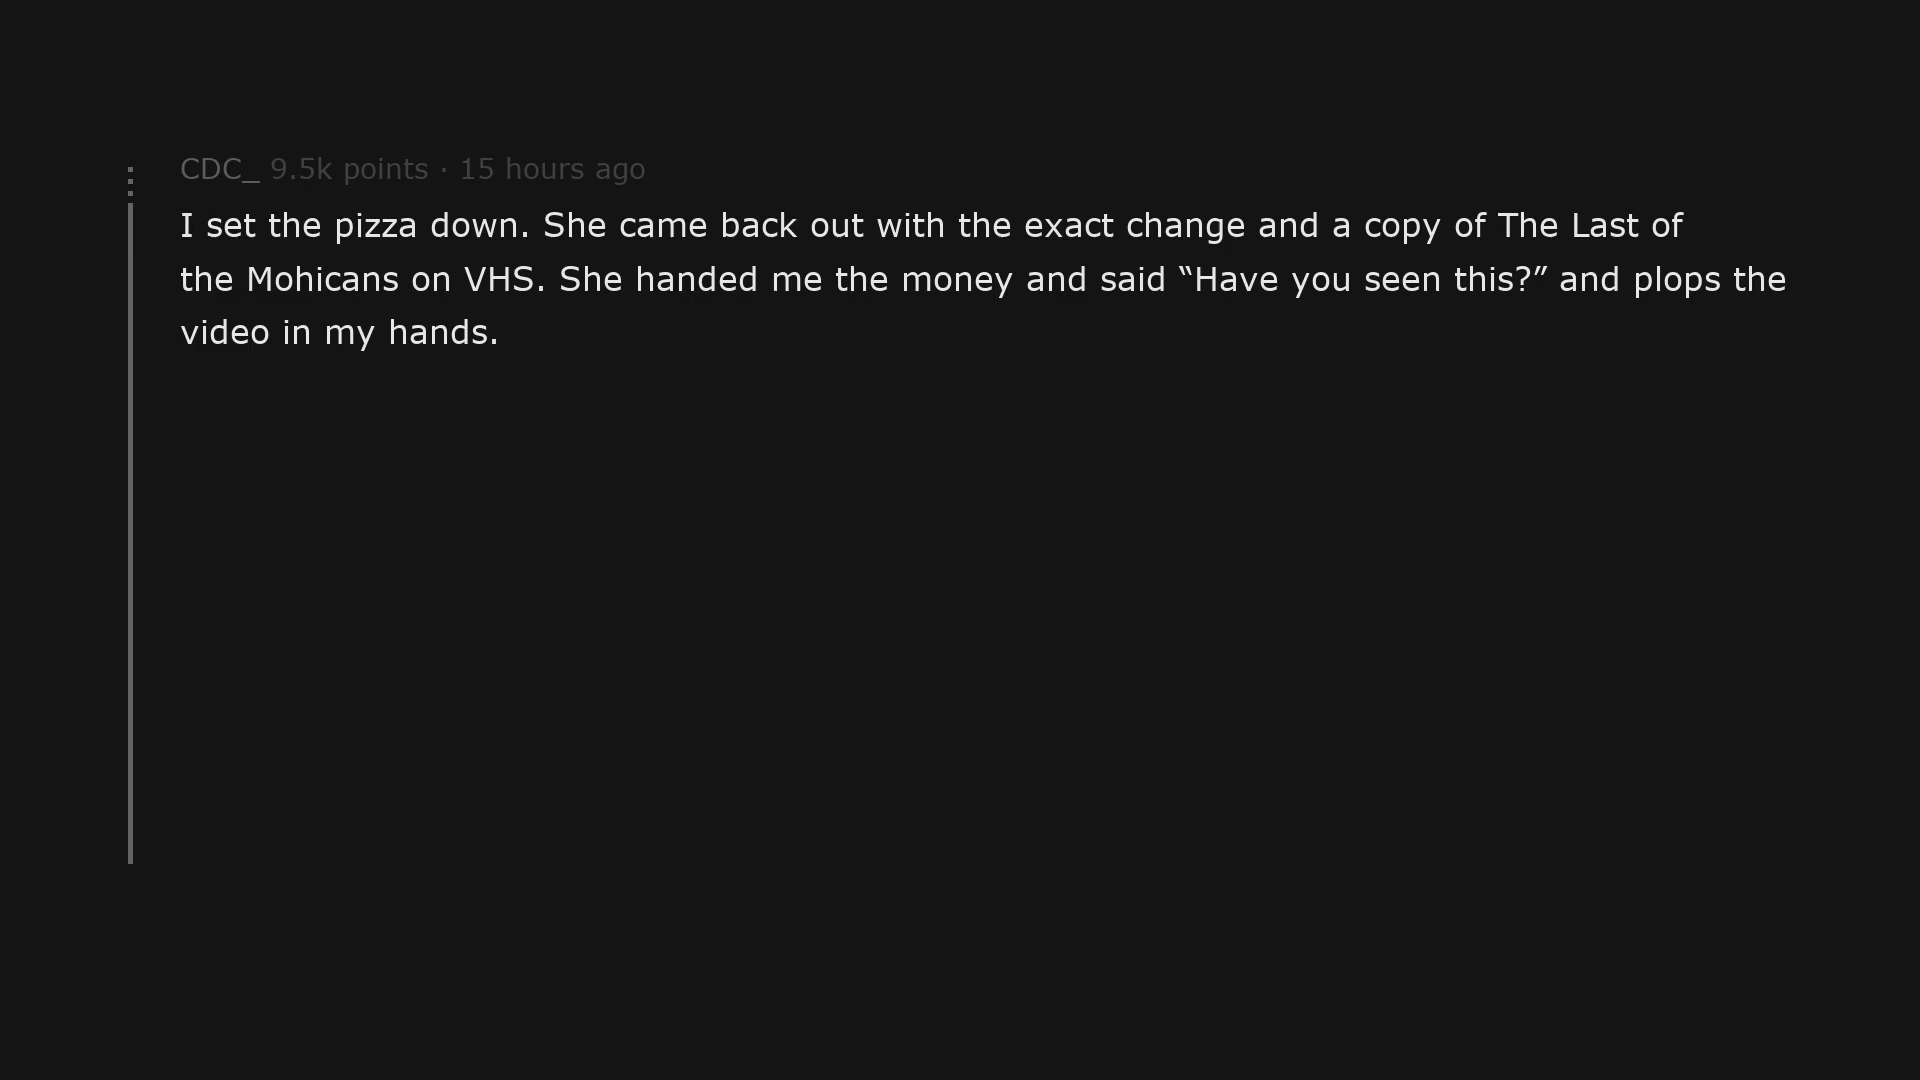 CDC_ 9.5k points · 15 hours ago
I set the pizza down. She came back out with the exact change and a copy of The Last of
the Mohicans on VHS. She handed me the money and said “Have you seen this?” and plops the
video in my hands.